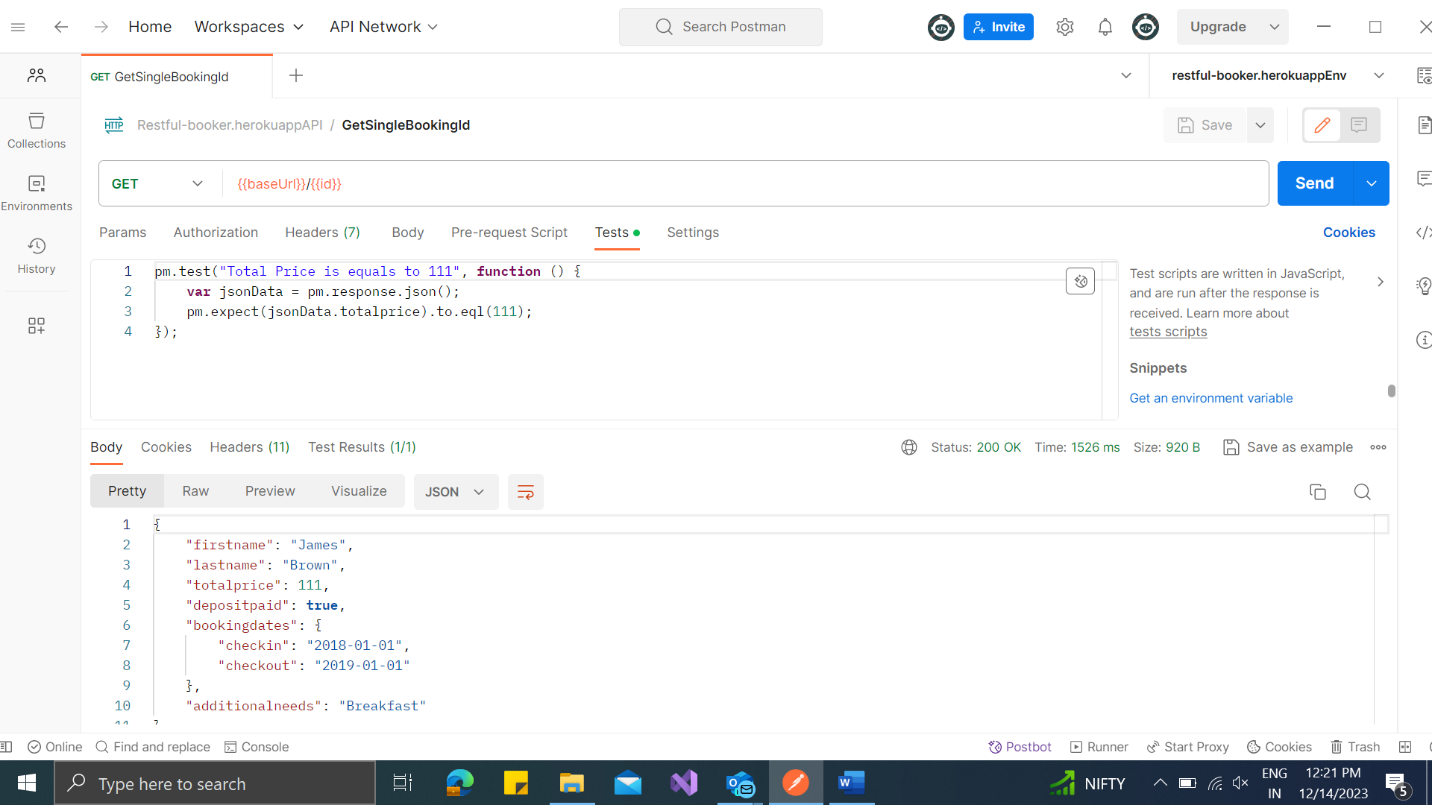 Home Workspaces API Network Search Postman Invite Upgrade
GET GetSingleBookingId restful-booker.herokuappEnv
HTTP Restful-booker.herokuappAPI / GetSingleBookingId Save
Collections
GET {{baseUrl}}/{{id}} Send
Environments
Params Authorization Headers (7) Body Pre-request Script Tests Settings Cookies
History
1 pm.test("Total Price is equals to 111", function () {
2 var jsonData = pm.response.json();
3 pm.expect(jsonData.totalprice).to.eql(111);
4 });
Test scripts are written in JavaScript,
and are run after the response is
received. Learn more about
tests scripts
Snippets
Get an environment variable
Body Cookies Headers (11) Test Results (1/1) Status: 200 OK Time: 1526 ms Size: 920 B Save as example
Pretty Raw Preview Visualize JSON
1 {
2 "firstname": "James",
3 "lastname": "Brown",
4 "totalprice": 111,
5 "depositpaid": true,
6 "bookingdates": {
7 "checkin": "2018-01-01",
8 "checkout": "2019-01-01"
9 },
10 "additionalneeds": "Breakfast"
Online Find and replace Console Postbot Runner Start Proxy Cookies Trash
Type here to search NIFTY ENG 12:21 PM
IN 12/14/2023 5